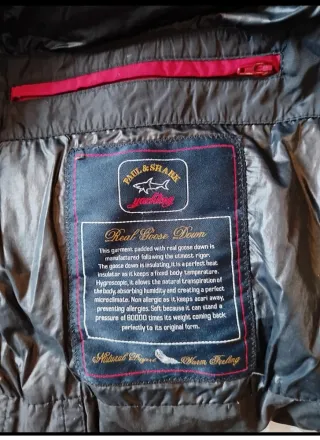 PAUL & SHARK
yachting
Real Goose Down
This garment padded with real goose down is
manufactured following the utmost rigor.
The goose down is insulating, it is a perfect heat
insulator as it keeps a fixed body temperature.
Hygroscopic, it allows the natural transpiration of
the body absorbing humidity and creating a perfect
microclimate. Non allergic as it keeps acari away,
preventing allergies. Soft because it can stand a
pressure of 60000 times its weight coming back
perfectly to its original form.
Natural Warm Feeling